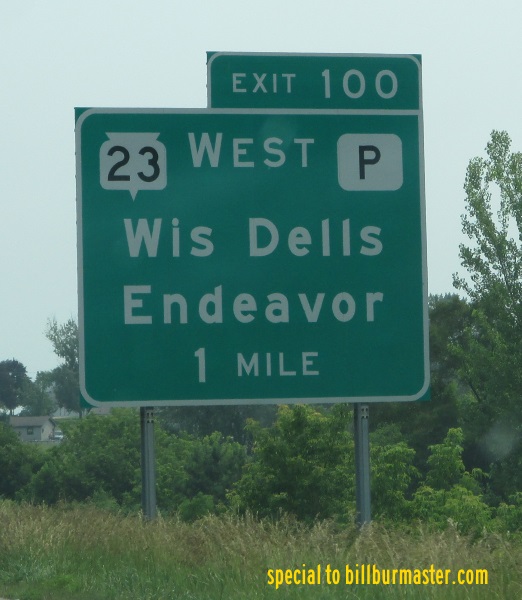 EXIT 100
23 WEST P
Wis Dells
Endeavor
1 MILE
special to billburmaster.com